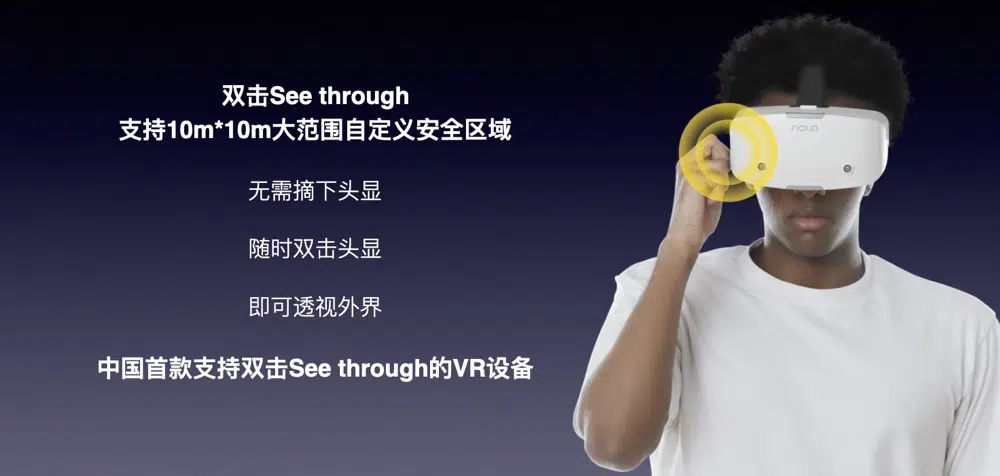 双击See through
支持10m*10m大范围自定义安全区域
无需摘下头显
随时双击头显
即可透视外界
中国首款支持双击See through的VR设备
nolo